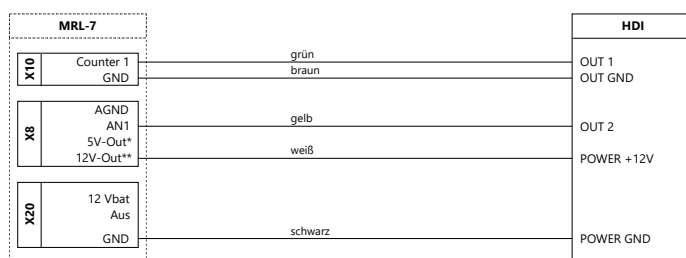 MRL-7
HDI
X10
Counter 1
grün
OUT 1
GND
braun
OUT GND
X8
AGND
AN1
gelb
OUT 2
5V-Out*
12V-Out**
weiß
POWER +12V
X20
12 Vbat
Aus
GND
schwarz
POWER GND